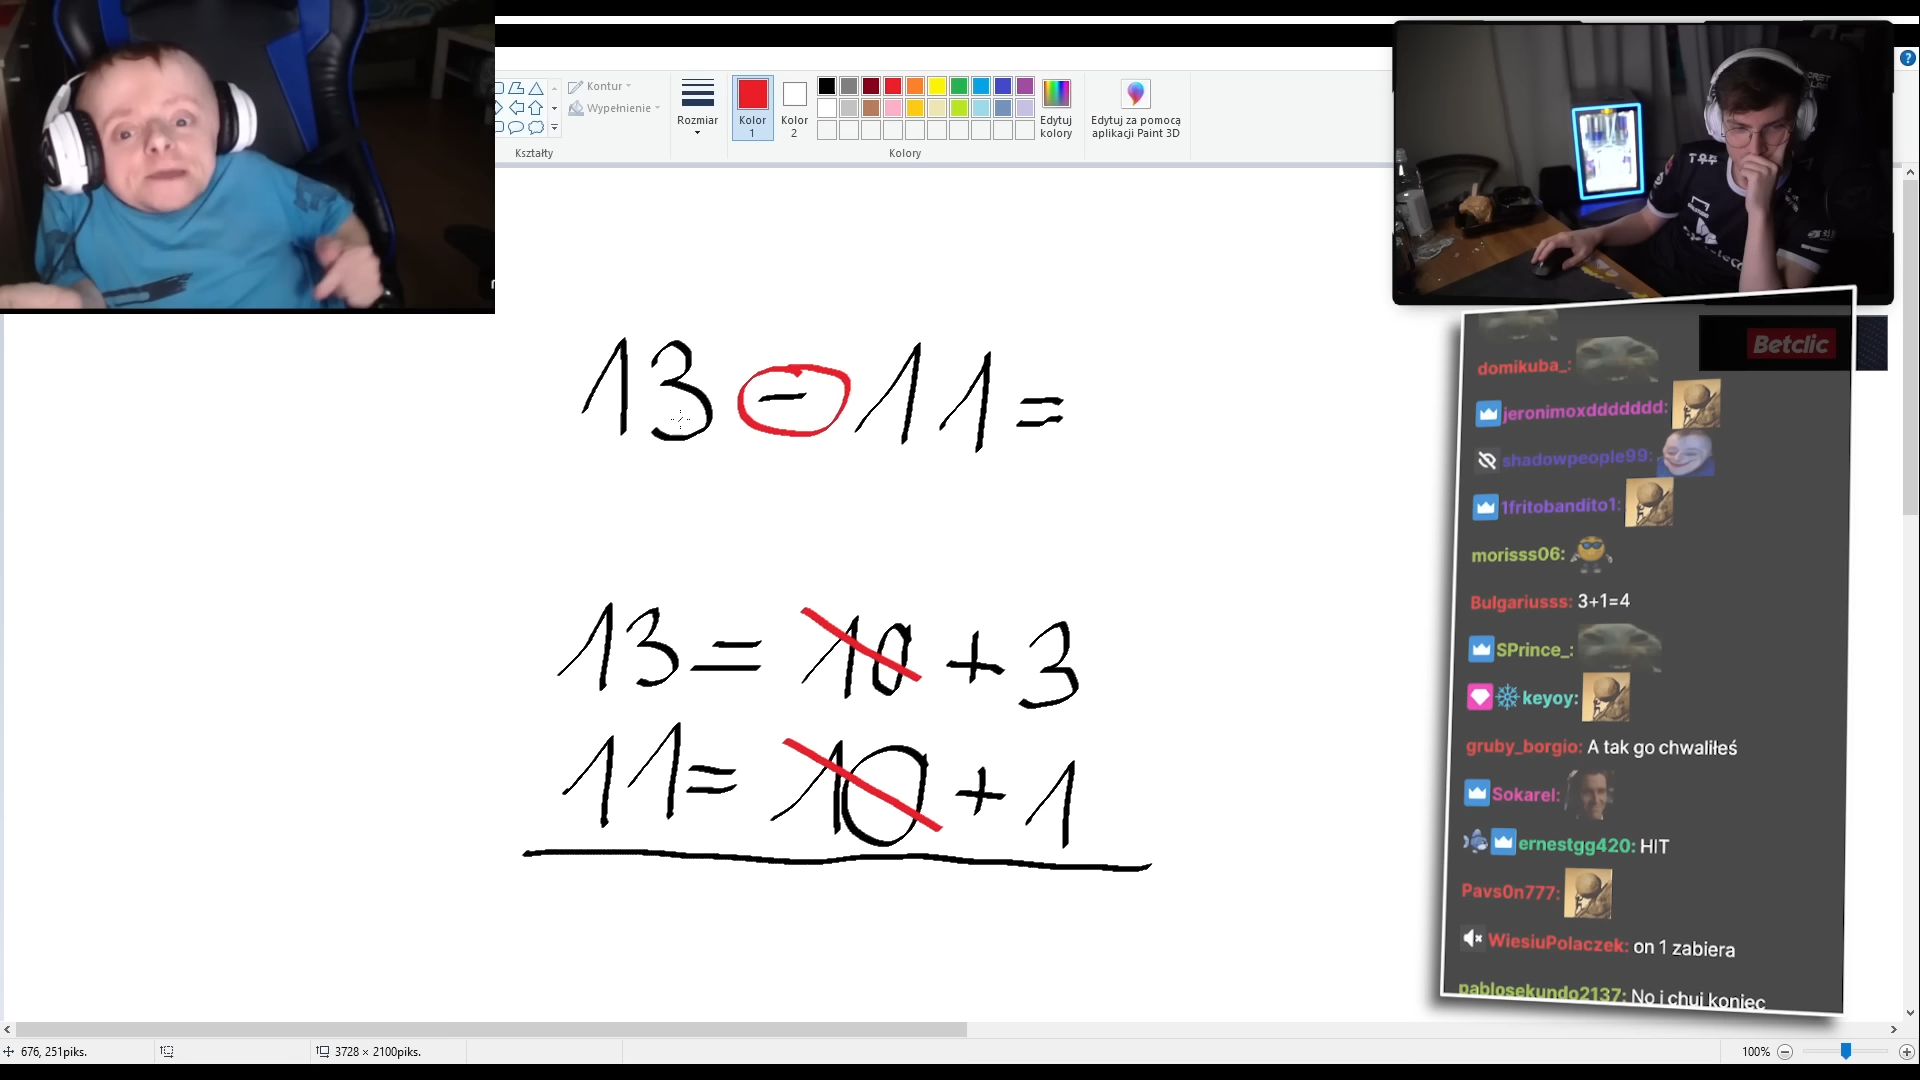 Kontur
Wypełnienie
Rozmiar
Kolor 1
Kolor 2
Edytuj kolory
Edytuj za pomocą aplikacji Paint 3D
Kształty
Kolory
13 - 11 =
13 = 10 + 3
11 = 10 + 1
Betclic
domikuba_:
jeronimoxddddddd:
shadowpeople99:
1fritobandito1:
morisss06:
Bulgariusss: 3+1=4
SPrince_:
keyoy:
gruby_borgio: A tak go chwaliłeś
Sokarel:
ernestgg420: HIT
Pavs0n777:
WiesiuPolaczek: on 1 zabiera
pablosekundo2137: No i chuj koniec
676, 251piks.
3728 × 2100piks.
100%